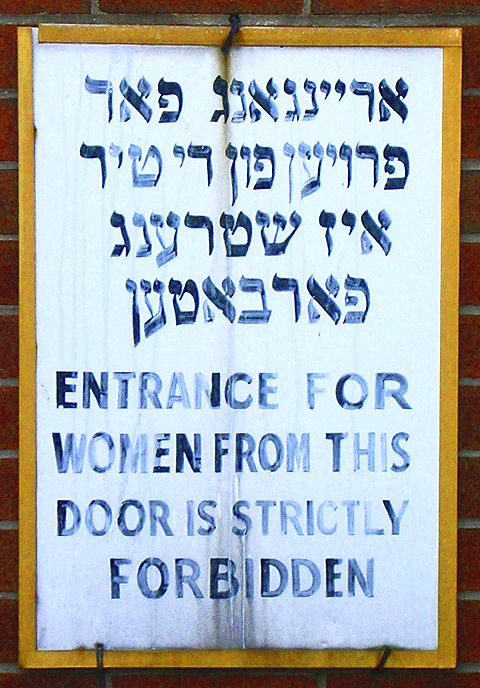 אריינגאנג פאר
פרויען פון די טיר
איז שטרענג
פארבאטען
ENTRANCE FOR
WOMEN FROM THIS
DOOR IS STRICTLY
FORBIDDEN